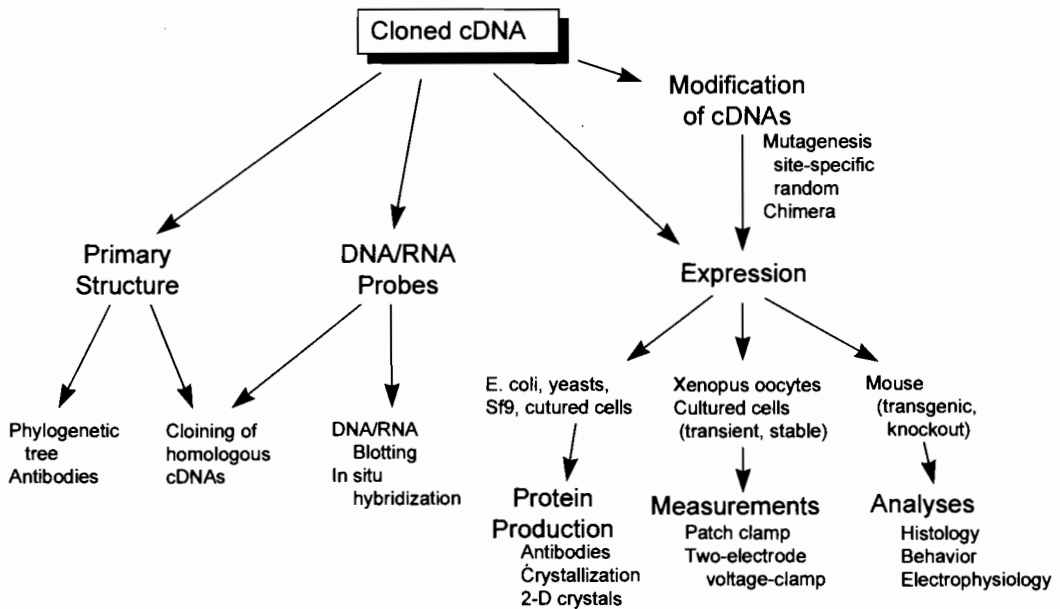 Cloned cDNA
Modification
of cDNAs
Mutagenesis
site-specific
random
Chimera
Primary
Structure
DNA/RNA
Probes
Expression
Phylogenetic
tree
Antibodies
Cloining of
homologous
cDNAs
DNA/RNA
Blotting
In situ
hybridization
E. coli, yeasts,
Sf9, cutured cells
Protein
Production
Antibodies
Crystallization
2-D crystals
Xenopus oocytes
Cultured cells
(transient, stable)
Measurements
Patch clamp
Two-electrode
voltage-clamp
Mouse
(transgenic,
knockout)
Analyses
Histology
Behavior
Electrophysiology